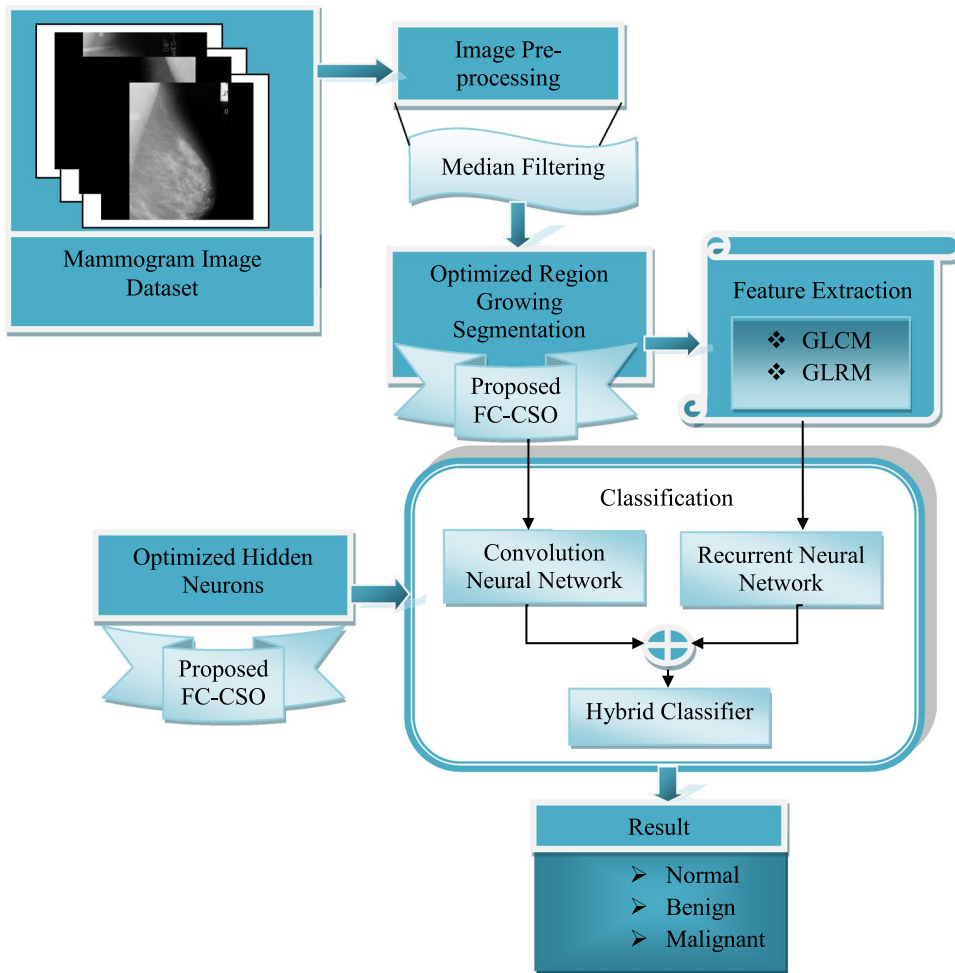 Image Pre-
processing
Median Filtering
Mammogram Image
Dataset
Optimized Region
Growing
Segmentation
Proposed
FC-CSO
Feature Extraction
❖ GLCM
❖ GLRM
Classification
Convolution
Neural Network
Recurrent Neural
Network
Optimized Hidden
Neurons
Proposed
FC-CSO
Hybrid Classifier
Result
➢ Normal
➢ Benign
➢ Malignant